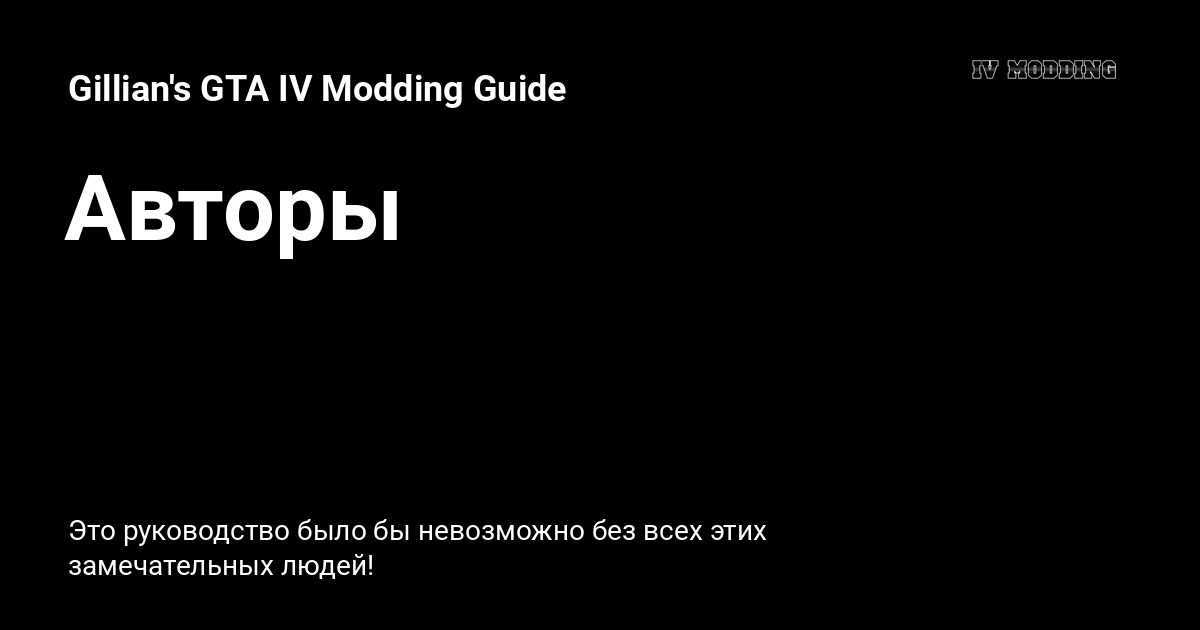 Gillian's GTA IV Modding Guide
IV MODDING
Авторы
Это руководство было бы невозможно без всех этих
замечательных людей!